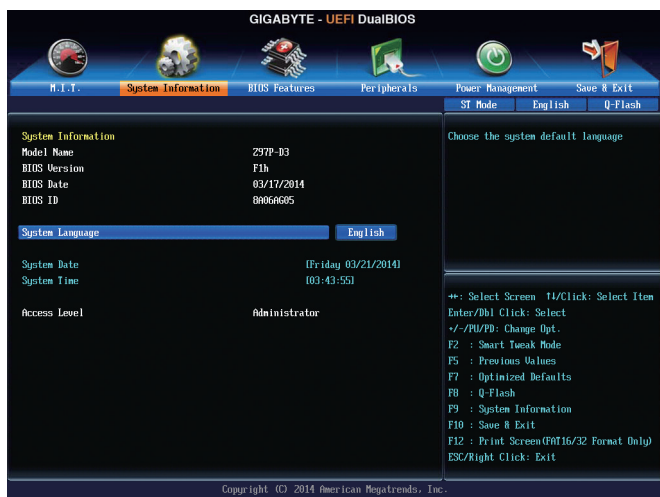 GIGABYTE - UEFI DualBIOS
M.I.T.
System Information
BIOS Features
Peripherals
Power Management
Save & Exit
ST Mode
English
Q-Flash
System Information
Model Name Z97P-D3
BIOS Version F1h
BIOS Date 03/17/2014
BIOS ID 8A06AG05
System Language English
System Date [Friday 03/21/2014]
System Time [03:43:55]
Access Level Administrator
Choose the system default language
→←: Select Screen ↑↓/Click: Select Item
Enter/Dbl Click: Select
+/-/PU/PD: Change Opt.
F2 : Smart Tweak Mode
F5 : Previous Values
F7 : Optimized Defaults
F8 : Q-Flash
F9 : System Information
F10 : Save & Exit
F12 : Print Screen(FAT16/32 Format Only)
ESC/Right Click: Exit
Copyright (C) 2014 American Megatrends, Inc.